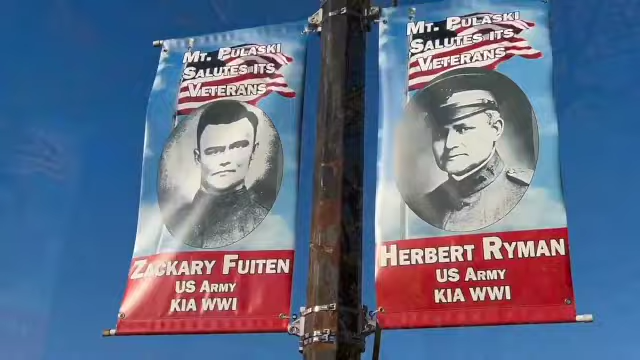 Mt. Pulaski
Salutes its
Veterans
Zackary Fuiten
US Army
KIA WWI
Mt. Pulaski
Salutes its
Veterans
Herbert Ryman
US Army
KIA WWI